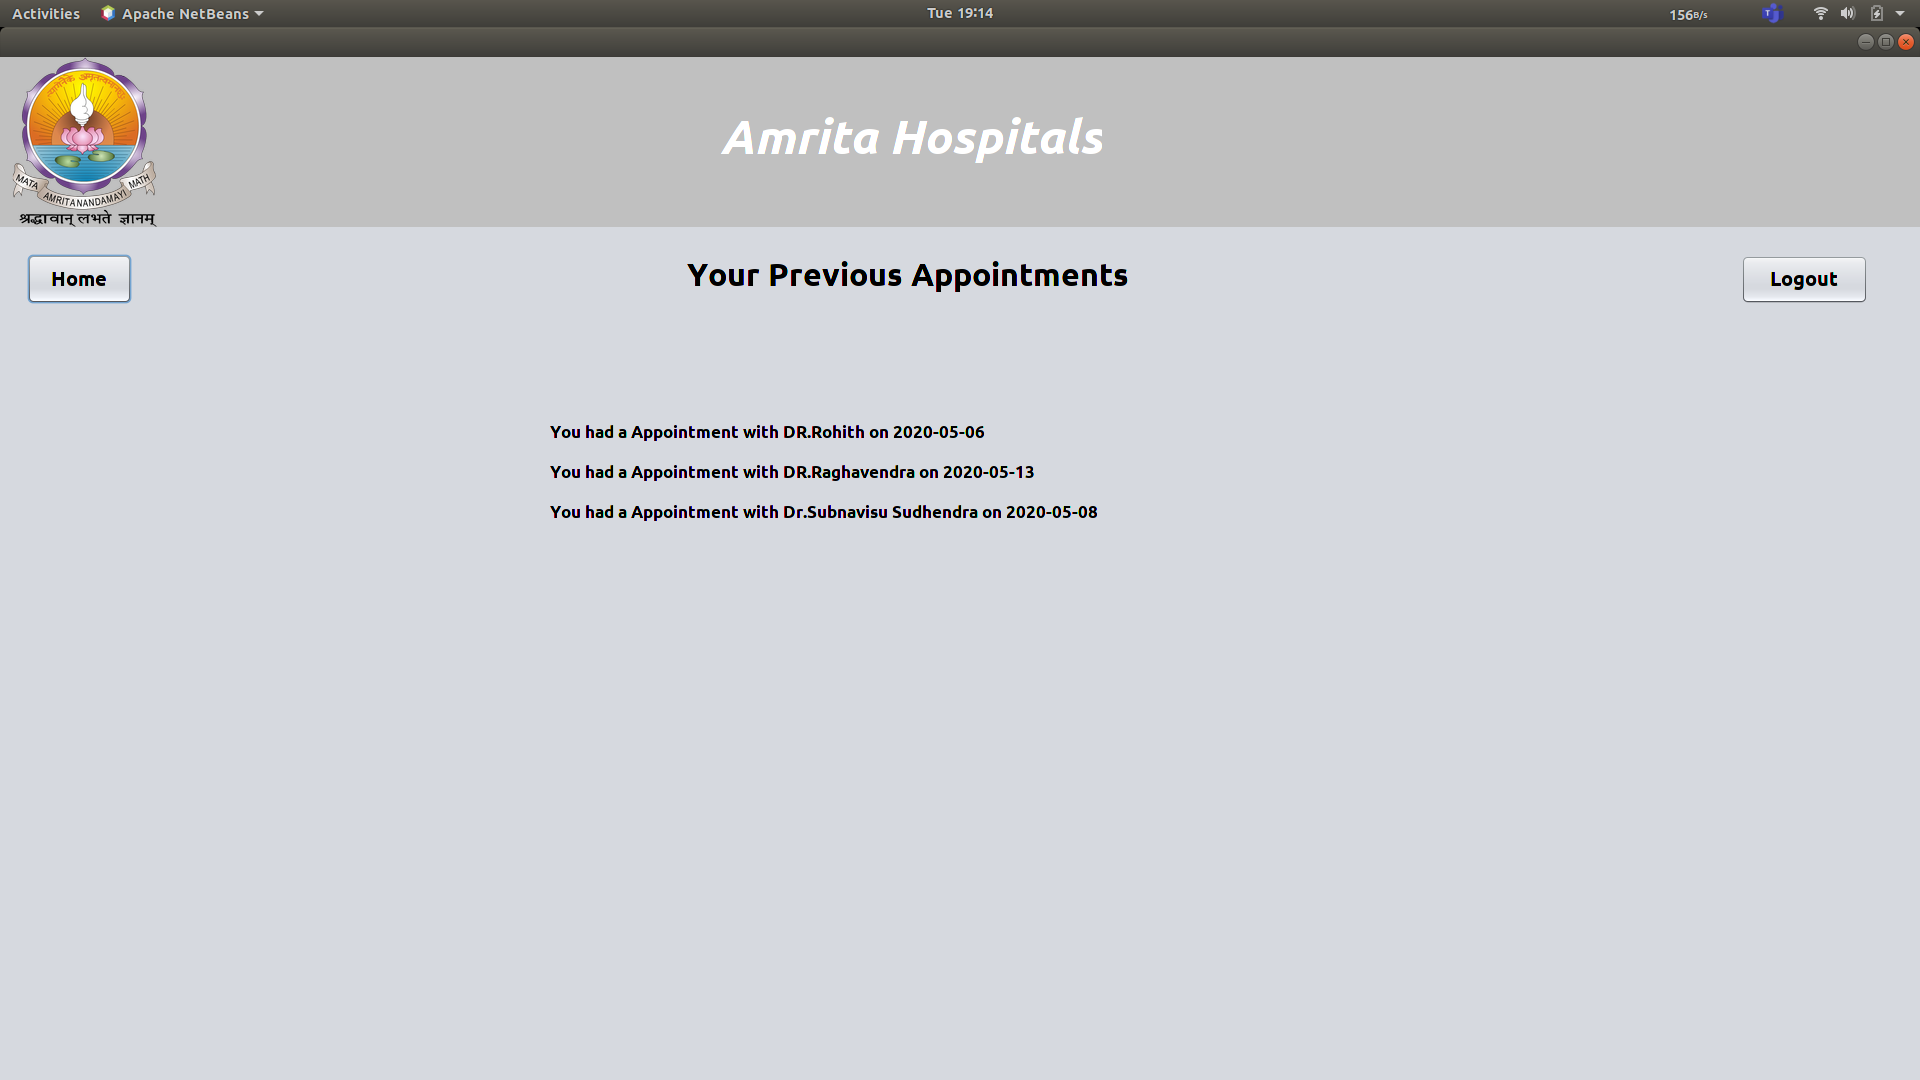 Activities Apache NetBeans Tue 19:14 156B/s
Amrita Hospitals
MATA AMRITANANDAMAYI MATH
श्रद्धावान् लभते ज्ञानम्
Home Your Previous Appointments Logout
You had a Appointment with DR.Rohith on 2020-05-06
You had a Appointment with DR.Raghavendra on 2020-05-13
You had a Appointment with Dr.Subnavisu Sudhendra on 2020-05-08